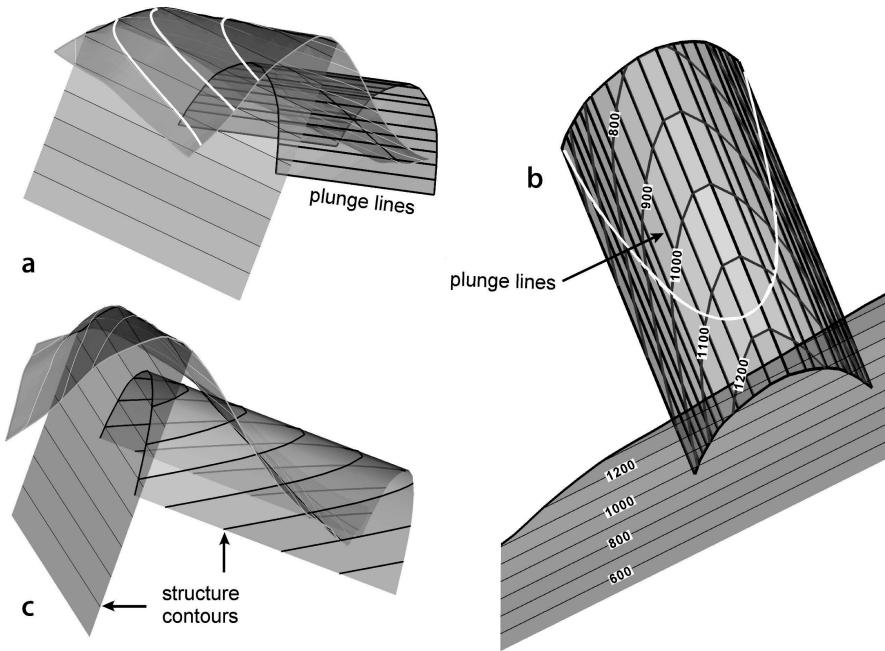 plunge lines
a
b
800
900
plunge lines
1000
1100
1200
1200
1000
800
600
structure
contours
c